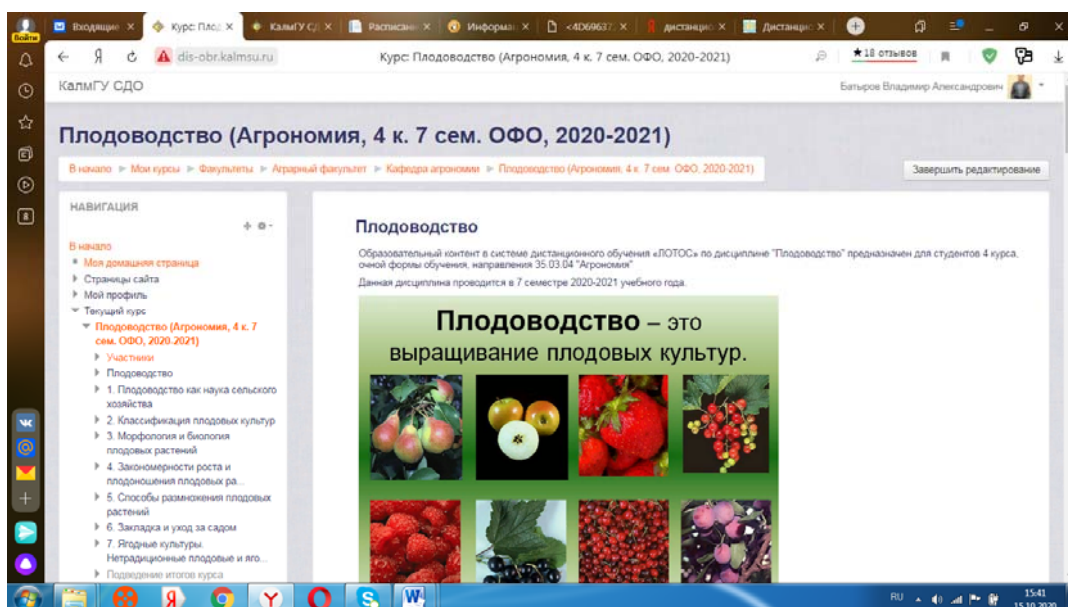 Войти
Входящие
Курс: Плод
КалмГУ СД
Расписани
Информац
<4D69637
дистанцио
Дистанцио
Я
dis-obr.kalmsu.ru
Курс: Плодоводство (Агрономия, 4 к. 7 сем. ОФО, 2020-2021)
★18 отзывов
КалмГУ СДО
Батыров Владимир Александрович
Плодоводство (Агрономия, 4 к. 7 сем. ОФО, 2020-2021)
В начало ► Мои курсы ► Факультеты ► Аграрный факультет ► Кафедра агрономии ► Плодоводство (Агрономия, 4 к. 7 сем. ОФО, 2020-2021)
Завершить редактирование
НАВИГАЦИЯ
В начало
Моя домашняя страница
Страницы сайта
Мой профиль
Текущий курс
Плодоводство (Агрономия, 4 к. 7
сем. ОФО, 2020-2021)
Участники
Плодоводство
1. Плодоводство как наука сельского
хозяйства
2. Классификация плодовых культур
3. Морфология и биология
плодовых растений
4. Закономерности роста и
плодоношения плодовых ра...
5. Способы размножения плодовых
растений
6. Закладка и уход за садом
7. Ягодные культуры.
Нетрадиционные плодовые и яго...
Подведение итогов курса
Плодоводство
Образовательный контент в системе дистанционного обучения «ЛОТОС» по дисциплине "Плодоводство" предназначен для студентов 4 курса,
очной формы обучения, направления 35.03.04 "Агрономия"
Данная дисциплина проводится в 7 семестре 2020-2021 учебного года.
Плодоводство – это
выращивание плодовых культур.
RU
15:41
15.10.2020